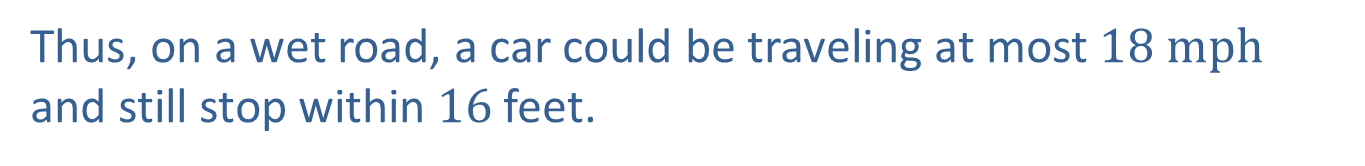 Thus, on a wet road, a car could be traveling at most 18 mph
and still stop within 16 feet.